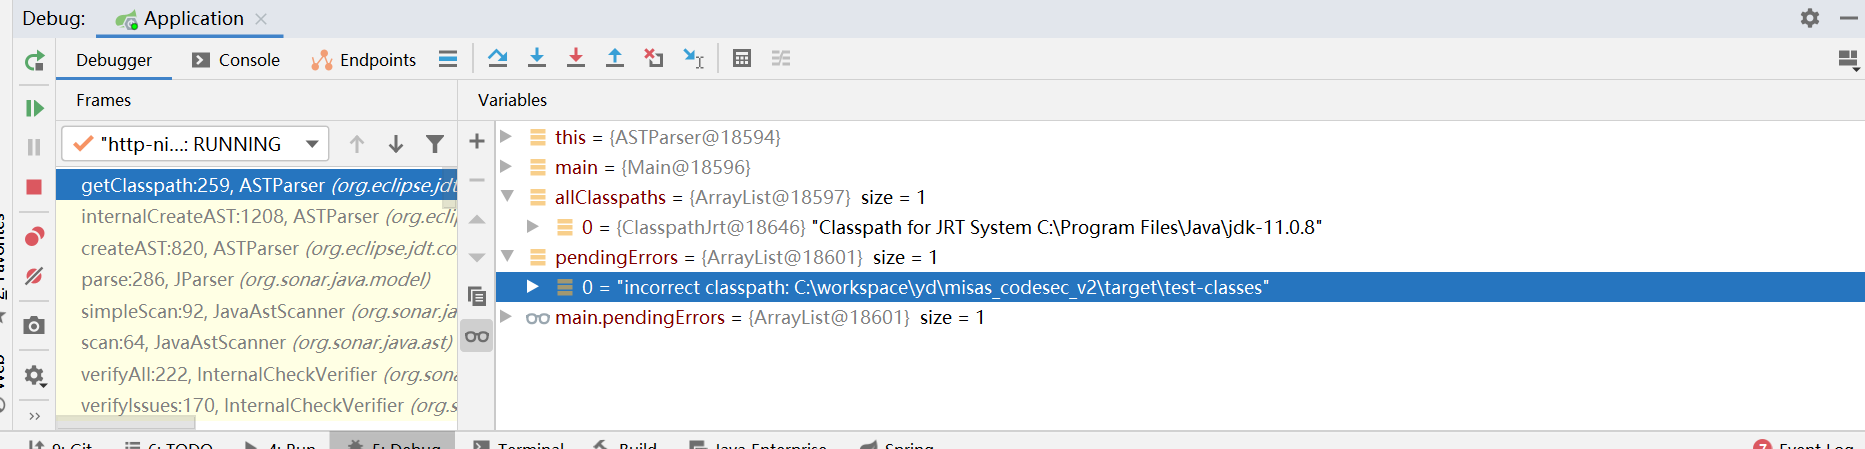 Debug: Application
Debugger Console Endpoints
Frames
Variables
"http-ni...: RUNNING
getClasspath:259, ASTParser (org.eclipse.jdt
internalCreateAST:1208, ASTParser (org.ecli
createAST:820, ASTParser (org.eclipse.jdt.co
parse:286, JParser (org.sonar.java.model)
simpleScan:92, JavaAstScanner (org.sonar.ja
scan:64, JavaAstScanner (org.sonar.java.ast)
verifyAll:222, InternalCheckVerifier (org.sona
verifyIssues:170, InternalCheckVerifier (org.s
this = {ASTParser@18594}
main = {Main@18596}
allClasspaths = {ArrayList@18597} size = 1
0 = {ClasspathJrt@18646} "Classpath for JRT System C:\Program Files\Java\jdk-11.0.8"
pendingErrors = {ArrayList@18601} size = 1
0 = "incorrect classpath: C:\workspace\yd\misas_codesec_v2\target\test-classes"
main.pendingErrors = {ArrayList@18601} size = 1
2: Favorites
Web
9: Git 6: TODO 4: Run 5: Debug Terminal Build Java Enterprise Spring 7 Event Log